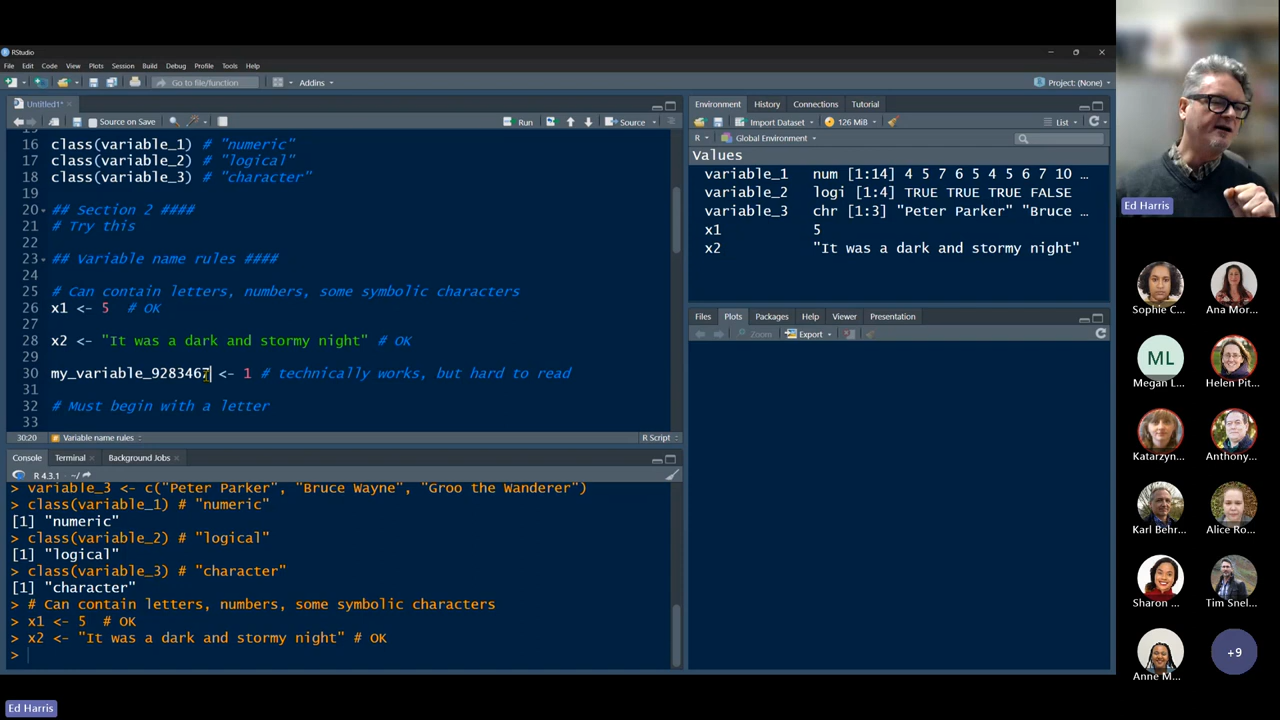 RStudio
File Edit Code View Plots Session Build Debug Profile Tools Help
Go to file/function
Addins
Project: (None)
Untitled1*
Source on Save
Run
Source
16 class(variable_1) # "numeric"
17 class(variable_2) # "logical"
18 class(variable_3) # "character"
19
20 ## Section 2 ####
21 # Try this
22
23 ## Variable name rules ####
24
25 # Can contain letters, numbers, some symbolic characters
26 x1 <- 5  # OK
27
28 x2 <- "It was a dark and stormy night" # OK
29
30 my_variable_9283467 <- 1 # technically works, but hard to read
31
32 # Must begin with a letter
33
30:20 Variable name rules R Script
Console Terminal Background Jobs
R 4.3.1 · ~/
> variable_3 <- c("Peter Parker", "Bruce Wayne", "Groo the Wanderer")
> class(variable_1) # "numeric"
[1] "numeric"
> class(variable_2) # "logical"
[1] "logical"
> class(variable_3) # "character"
[1] "character"
> # Can contain letters, numbers, some symbolic characters
> x1 <- 5  # OK
> x2 <- "It was a dark and stormy night" # OK
>
Environment History Connections Tutorial
Import Dataset 126 MiB List
R Global Environment
Values
variable_1 num [1:14] 4 5 7 6 5 4 5 6 7 10 …
variable_2 logi [1:4] TRUE TRUE TRUE FALSE
variable_3 chr [1:3] "Peter Parker" "Bruce …
x1 5
x2 "It was a dark and stormy night"
Files Plots Packages Help Viewer Presentation
Zoom Export
Ed Harris
Sophie C... Ana Mor...
ML
Megan L... Helen Pit...
Katarzyn... Anthony...
Karl Behr... Alice Ro...
Sharon ... Tim Snel...
Anne M... +9
Ed Harris